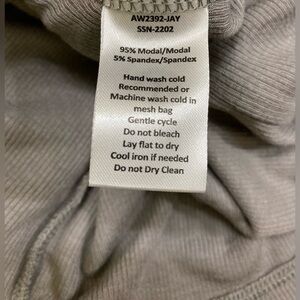 AW2392-JAY
SSN-2202
95% Modal/Modal
5% Spandex/Spandex
Hand wash cold
Recommended or
Machine wash cold in
mesh bag
Gentle cycle
Do not bleach
Lay flat to dry
Cool iron if needed
Do not Dry Clean